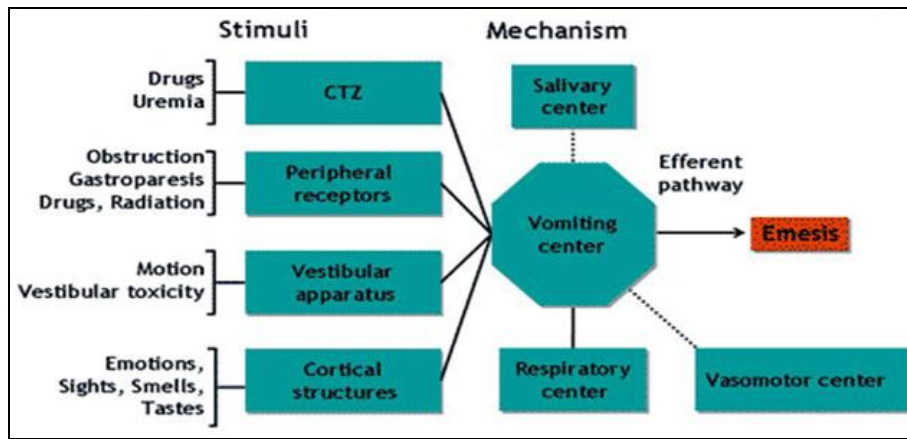 Stimuli
Mechanism
Drugs
Uremia
CTZ
Salivary
center
Obstruction
Gastroparesis
Drugs, Radiation
Peripheral
receptors
Vomiting
center
Efferent
pathway
Emesis
Motion
Vestibular toxicity
Vestibular
apparatus
Emotions,
Sights, Smells,
Tastes
Cortical
structures
Respiratory
center
Vasomotor center